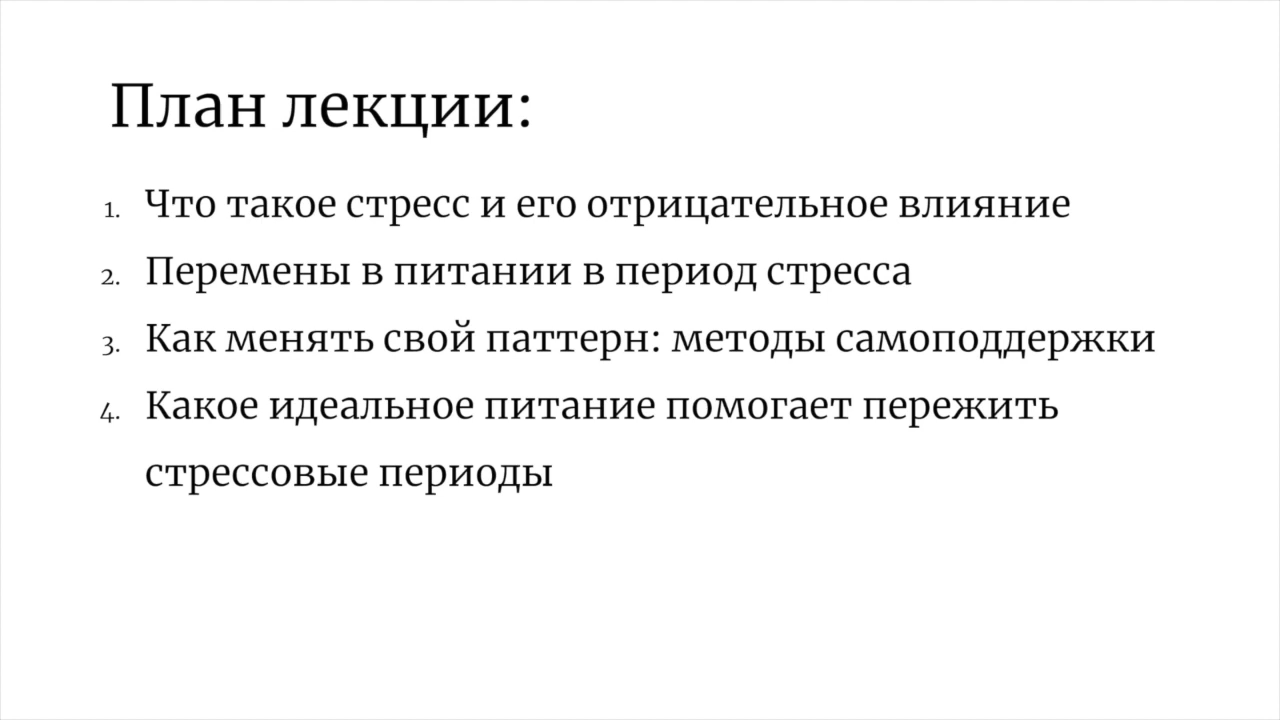 План лекции:
1. Что такое стресс и его отрицательное влияние
2. Перемены в питании в период стресса
3. Как менять свой паттерн: методы самоподдержки
4. Какое идеальное питание помогает пережить
стрессовые периоды